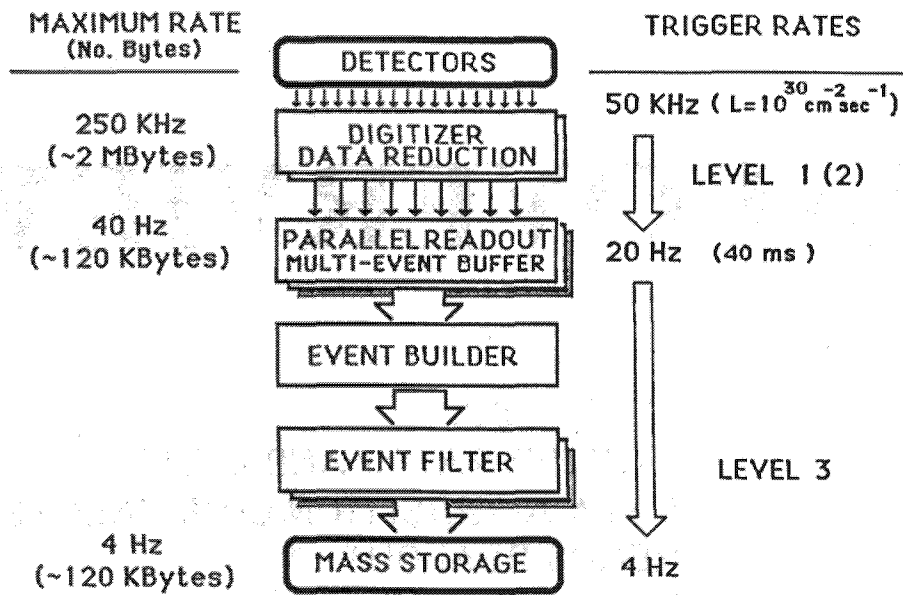 MAXIMUM RATE
(No. Bytes)
TRIGGER RATES
DETECTORS
50 KHz ( L=10^30 cm^-2 sec^-1 )
250 KHz
(~2 MBytes)
DIGITIZER
DATA REDUCTION
LEVEL 1 (2)
40 Hz
(~120 KBytes)
PARALLEL READOUT
MULTI-EVENT BUFFER
20 Hz (40 ms )
EVENT BUILDER
EVENT FILTER
LEVEL 3
4 Hz
(~120 KBytes)
MASS STORAGE
4 Hz